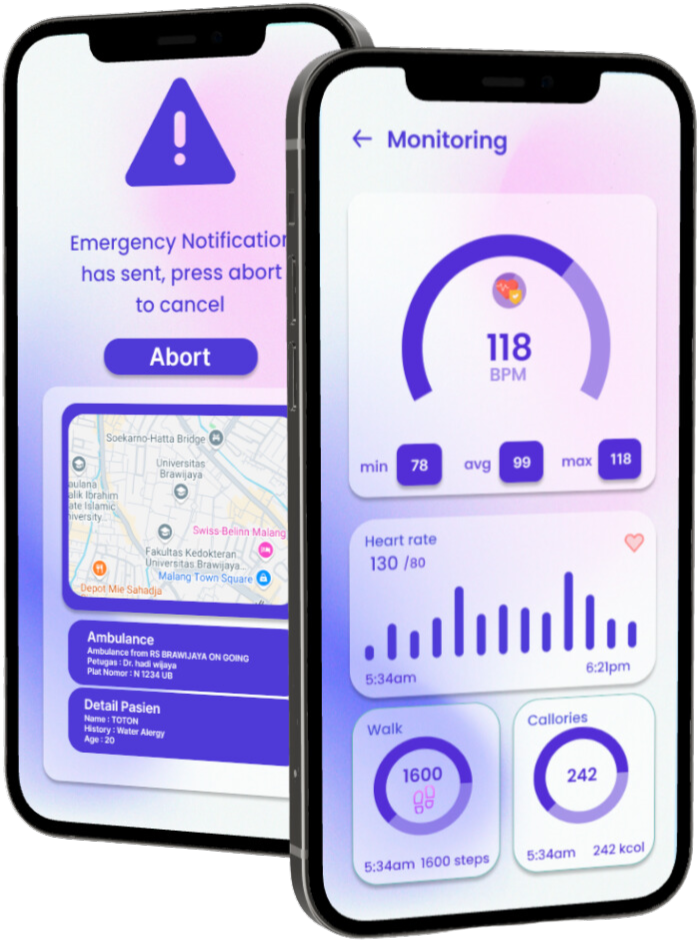 Emergency Notification
has sent, press abort
to cancel
Abort
Soekarno-Hatta Bridge
Universitas
Brawijaya
aulana
alik Ibrahim
ate Islamic
iversity
Swiss-Belinn Malang
Fakultas Kedokteran
Universitas Brawijaya...
Malang Town Square
Depot Mie Sahadja
Ambulance
Ambulance from RS BRAWIJAYA ON GOING
Petugas : Dr. hadi wijaya
Plat Nomor : N 1234 UB
Detail Pasien
Name : TOTON
History : Water Alergy
Age : 20
← Monitoring
118
BPM
min 78 avg 99 max 118
Heart rate
130 /80
5:34am 6:21pm
Walk
1600
5:34am 1600 steps
Callories
242
5:34am 242 kcol